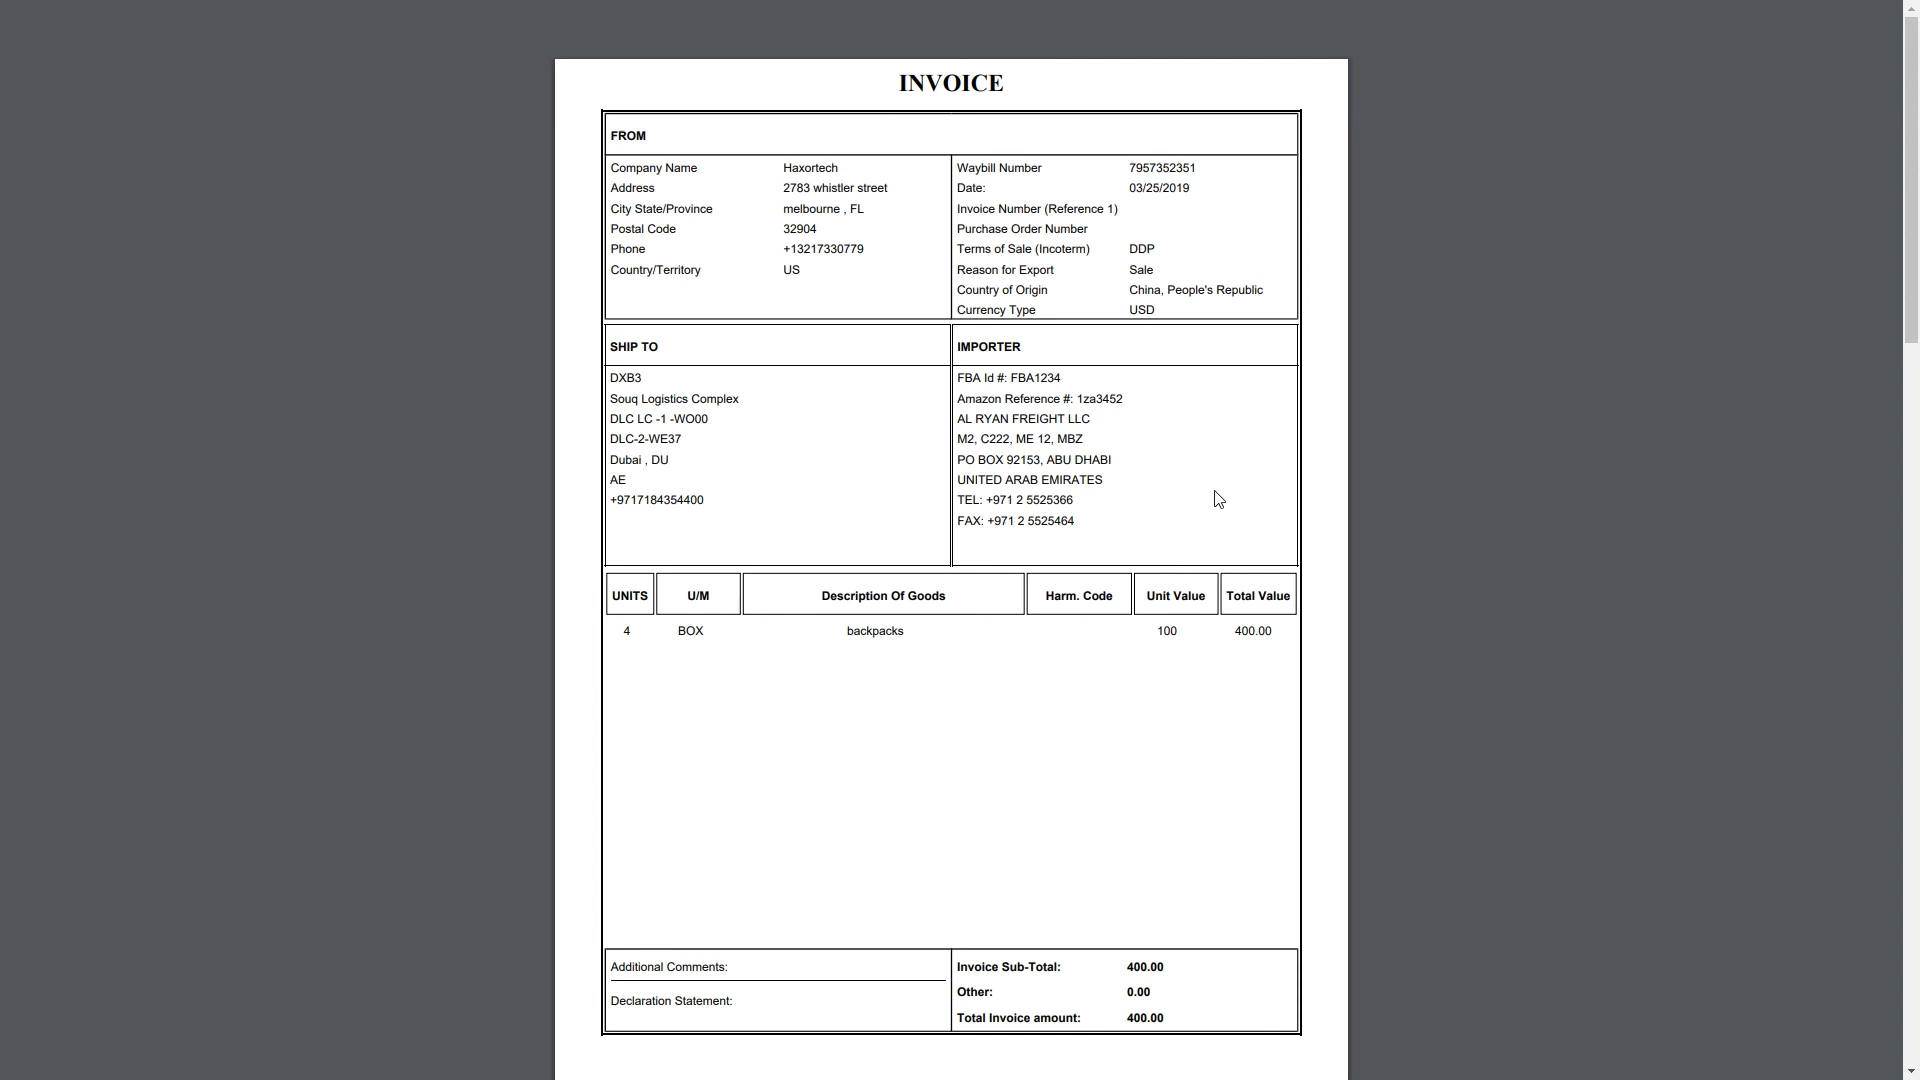 INVOICE
FROM
Company Name Haxortech
Address 2783 whistler street
City State/Province melbourne , FL
Postal Code 32904
Phone +13217330779
Country/Territory US
Waybill Number 7957352351
Date: 03/25/2019
Invoice Number (Reference 1)
Purchase Order Number
Terms of Sale (Incoterm) DDP
Reason for Export Sale
Country of Origin China, People's Republic
Currency Type USD
SHIP TO
DXB3
Souq Logistics Complex
DLC LC -1 -WO00
DLC-2-WE37
Dubai , DU
AE
+9717184354400
IMPORTER
FBA Id #: FBA1234
Amazon Reference #: 1za3452
AL RYAN FREIGHT LLC
M2, C222, ME 12, MBZ
PO BOX 92153, ABU DHABI
UNITED ARAB EMIRATES
TEL: +971 2 5525366
FAX: +971 2 5525464
UNITS U/M Description Of Goods Harm. Code Unit Value Total Value
4 BOX backpacks 100 400.00
Additional Comments:
Declaration Statement:
Invoice Sub-Total: 400.00
Other: 0.00
Total Invoice amount: 400.00